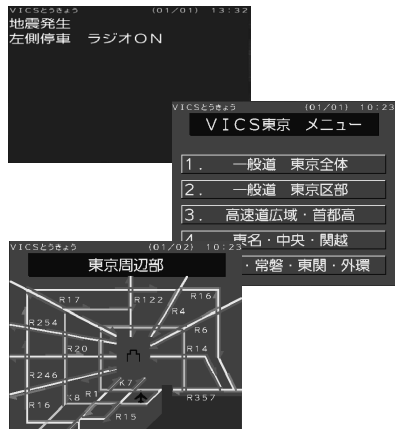 VICSとうきょう (01/01) 13:32
地震発生
左側停車 ラジオON
VICSとうきょう (01/01) 10:23
VICS東京 メニュー
1. 一般道 東京全体
2. 一般道 東京区部
3. 高速道広域・首都高
4 東名・中央・関越
・常磐・東関・外環
VICSとうきょう (01/02) 10:23
東京周辺部
R17
R122
R164
R4
R254
R6
R20
R14
R246
K7
R16
K8
R1
R357
R15